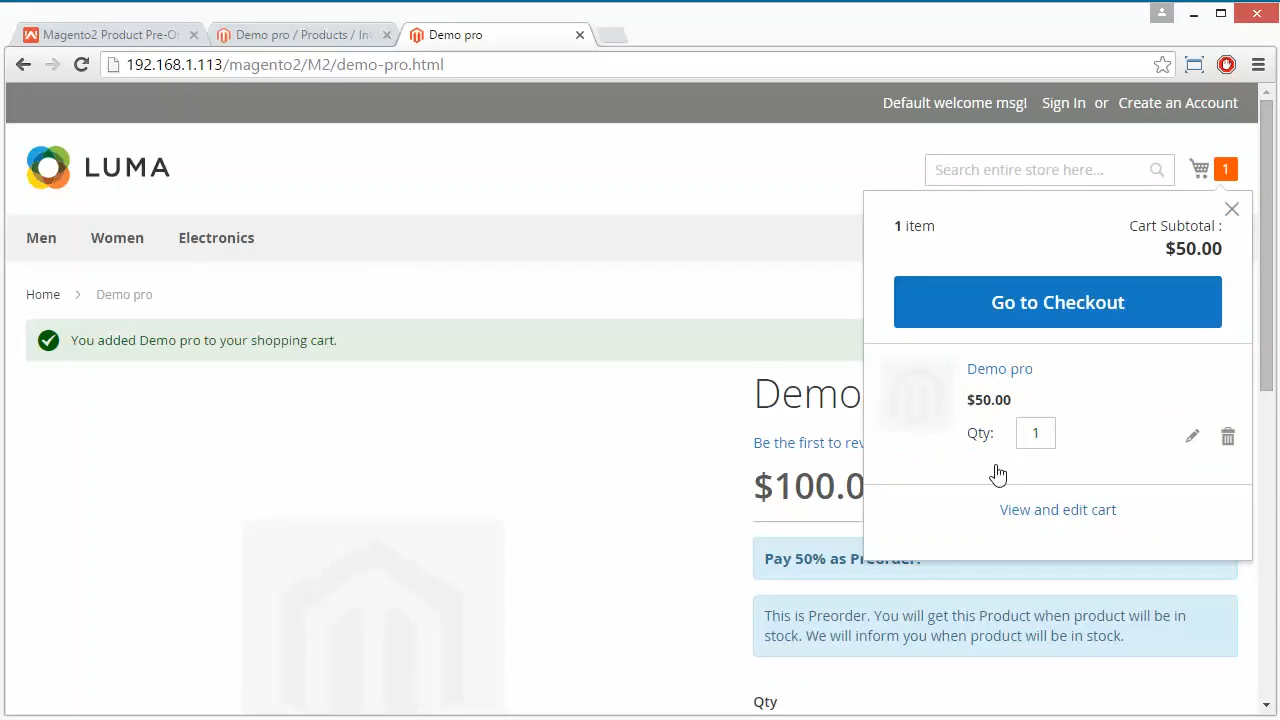 Magento2 Product Pre-Or
Demo pro / Products / Inv
Demo pro
192.168.1.113/magento2/M2/demo-pro.html
Default welcome msg! Sign In or Create an Account
LUMA
Search entire store here...
1
Men Women Electronics
1 item
Cart Subtotal :
$50.00
Go to Checkout
Demo pro
$50.00
Qty: 1
View and edit cart
Home > Demo pro
You added Demo pro to your shopping cart.
Demo
Be the first to rev
$100.0
Pay 50% as Preorder.
This is Preorder. You will get this Product when product will be in
stock. We will inform you when product will be in stock.
Qty